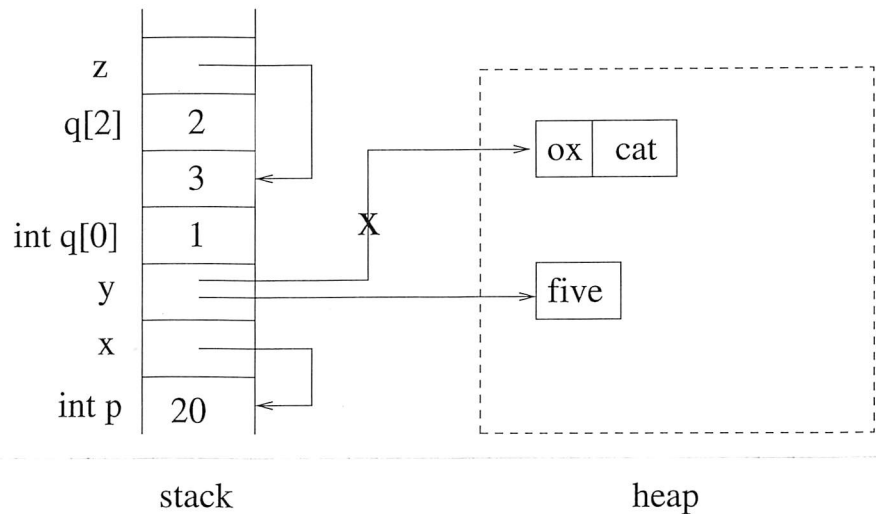 z
q[2] 2
ox cat
3
X
int q[0] 1
y
five
x
int p 20
stack heap